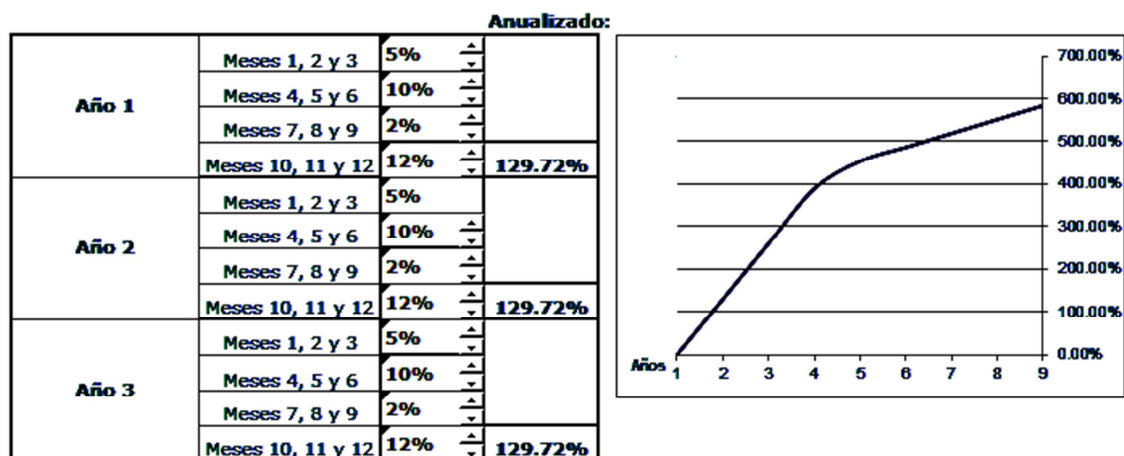 Anualizado:
Año 1
Meses 1, 2 y 3 5%
Meses 4, 5 y 6 10%
Meses 7, 8 y 9 2%
Meses 10, 11 y 12 12% 129.72%
Año 2
Meses 1, 2 y 3 5%
Meses 4, 5 y 6 10%
Meses 7, 8 y 9 2%
Meses 10, 11 y 12 12% 129.72%
Año 3
Meses 1, 2 y 3 5%
Meses 4, 5 y 6 10%
Meses 7, 8 y 9 2%
Meses 10, 11 y 12 12% 129.72%
700.00%
600.00%
500.00%
400.00%
300.00%
200.00%
100.00%
0.00%
Años 1 2 3 4 5 6 7 8 9